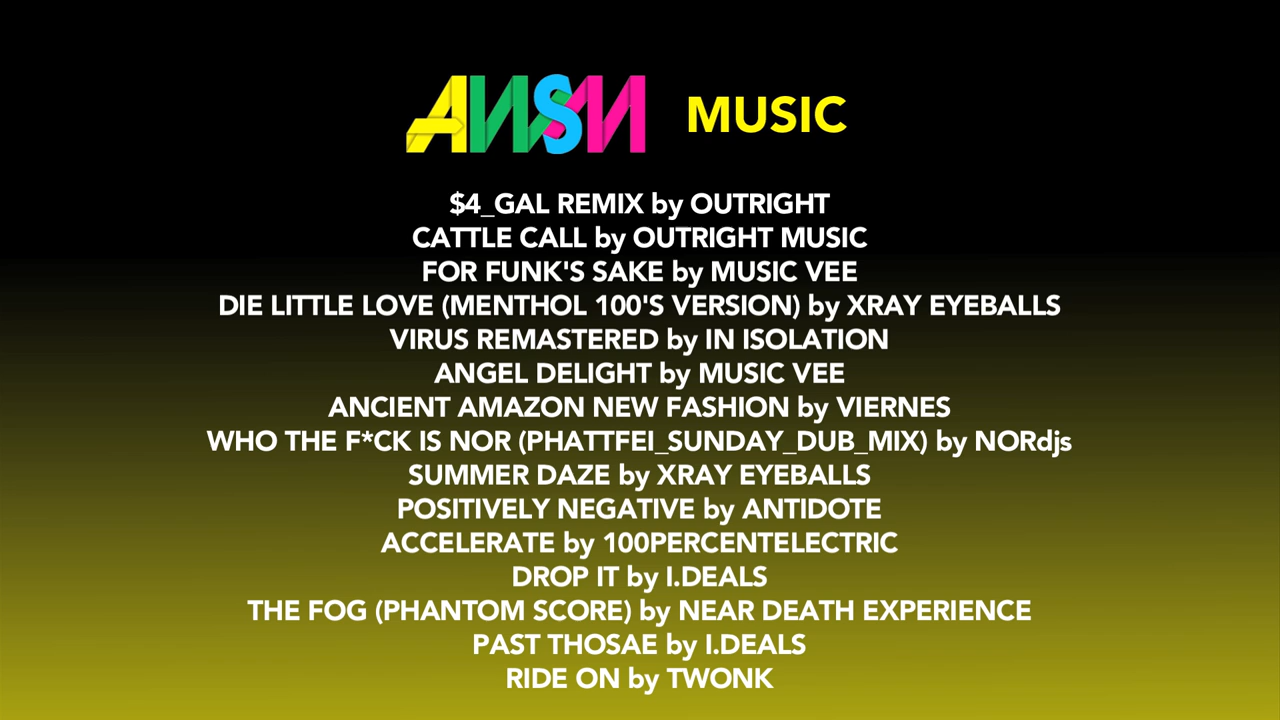 AWSM MUSIC
$4_GAL REMIX by OUTRIGHT
CATTLE CALL by OUTRIGHT MUSIC
FOR FUNK'S SAKE by MUSIC VEE
DIE LITTLE LOVE (MENTHOL 100'S VERSION) by XRAY EYEBALLS
VIRUS REMASTERED by IN ISOLATION
ANGEL DELIGHT by MUSIC VEE
ANCIENT AMAZON NEW FASHION by VIERNES
WHO THE F*CK IS NOR (PHATTFEI_SUNDAY_DUB_MIX) by NORdjs
SUMMER DAZE by XRAY EYEBALLS
POSITIVELY NEGATIVE by ANTIDOTE
ACCELERATE by 100PERCENTELECTRIC
DROP IT by I.DEALS
THE FOG (PHANTOM SCORE) by NEAR DEATH EXPERIENCE
PAST THOSAE by I.DEALS
RIDE ON by TWONK